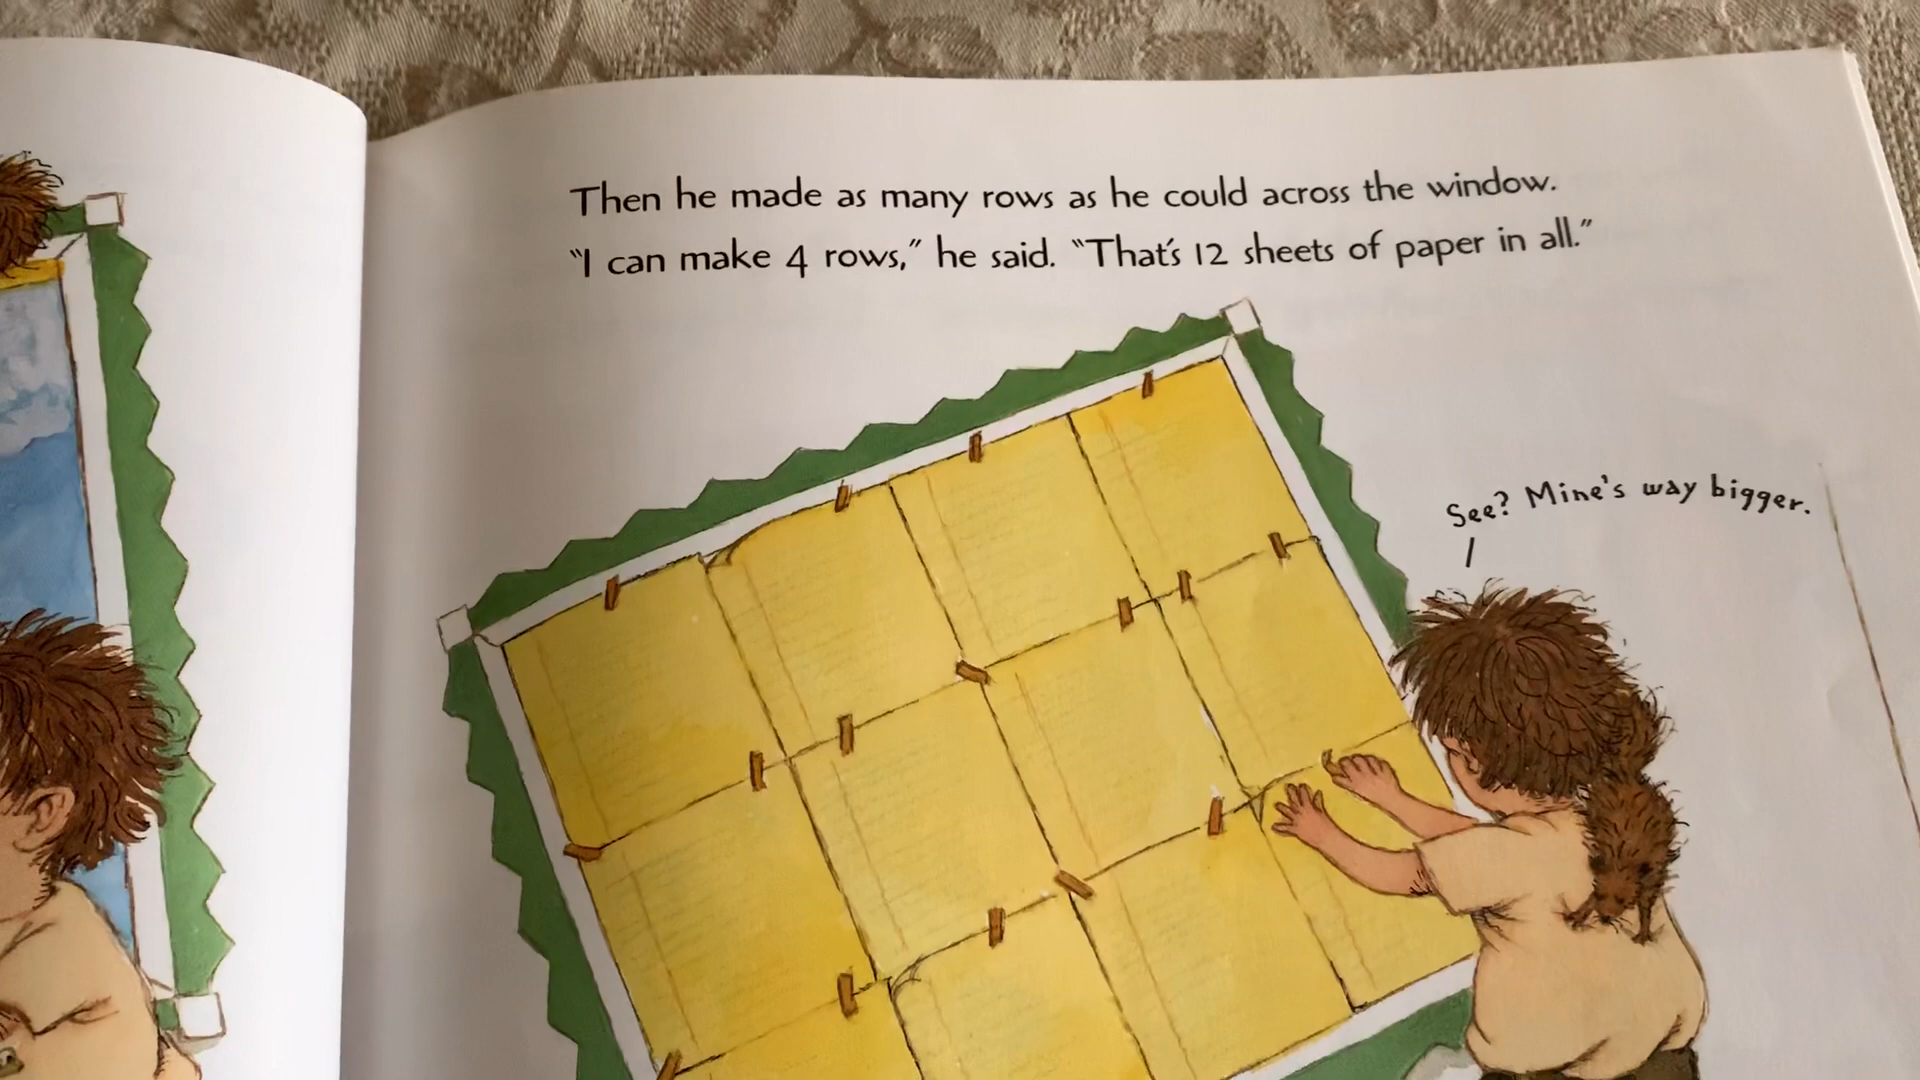 Then he made as many rows as he could across the window.
“I can make 4 rows,” he said. “That’s 12 sheets of paper in all.”
See? Mine's way bigger.